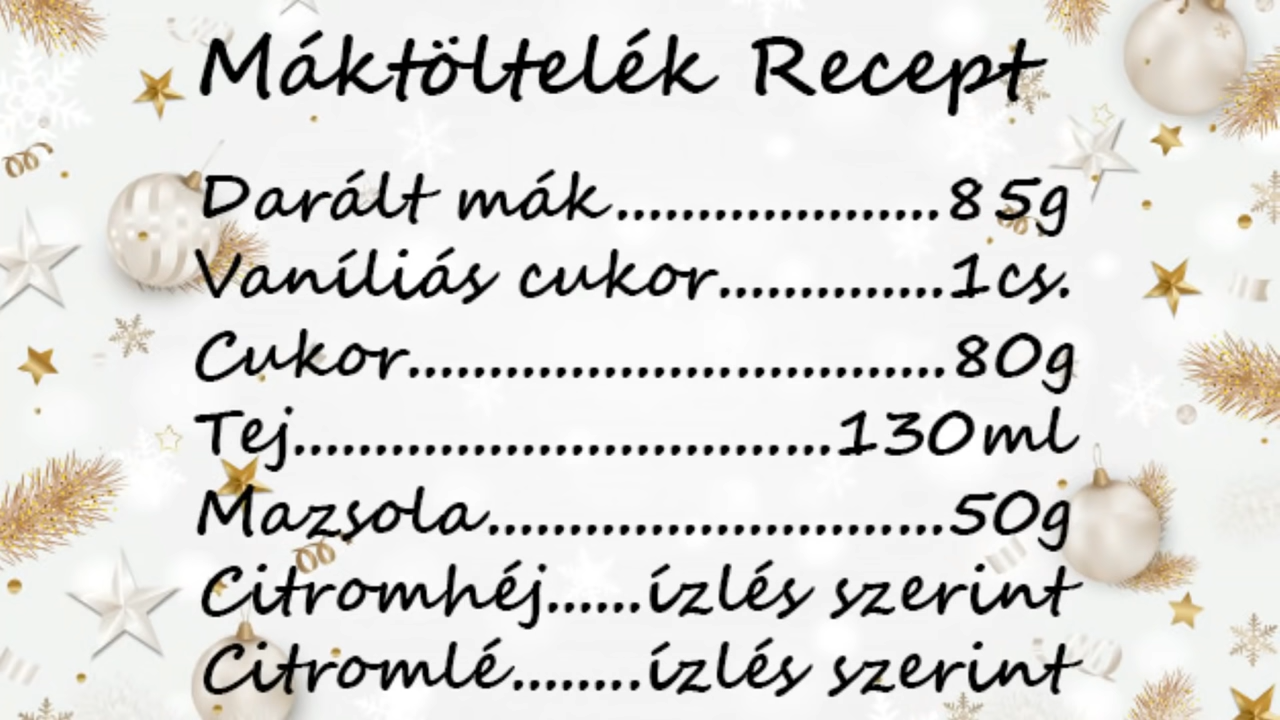 Máktöltelék Recept
Darált mák....................85g
Vaníliás cukor..............1cs.
Cukor.................................80g
Tej.................................130ml
Mazsola............................50g
Citromhéj......ízlés szerint
Citromlé........ízlés szerint